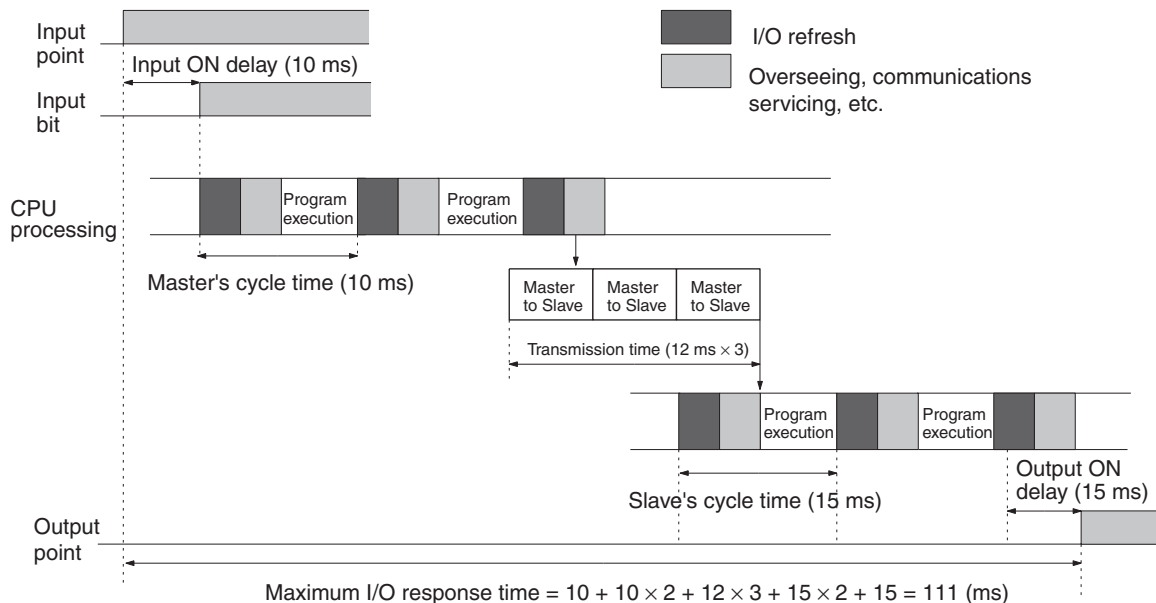 Input
point
I/O refresh
Input ON delay (10 ms)
Overseeing, communications
servicing, etc.
Input
bit
CPU
processing
Program
execution
Program
execution
Master's cycle time (10 ms)
Master
to Slave
Master
to Slave
Master
to Slave
Transmission time (12 ms × 3)
Program
execution
Program
execution
Slave's cycle time (15 ms)
Output ON
delay (15 ms)
Output
point
Maximum I/O response time = 10 + 10 × 2 + 12 × 3 + 15 × 2 + 15 = 111 (ms)